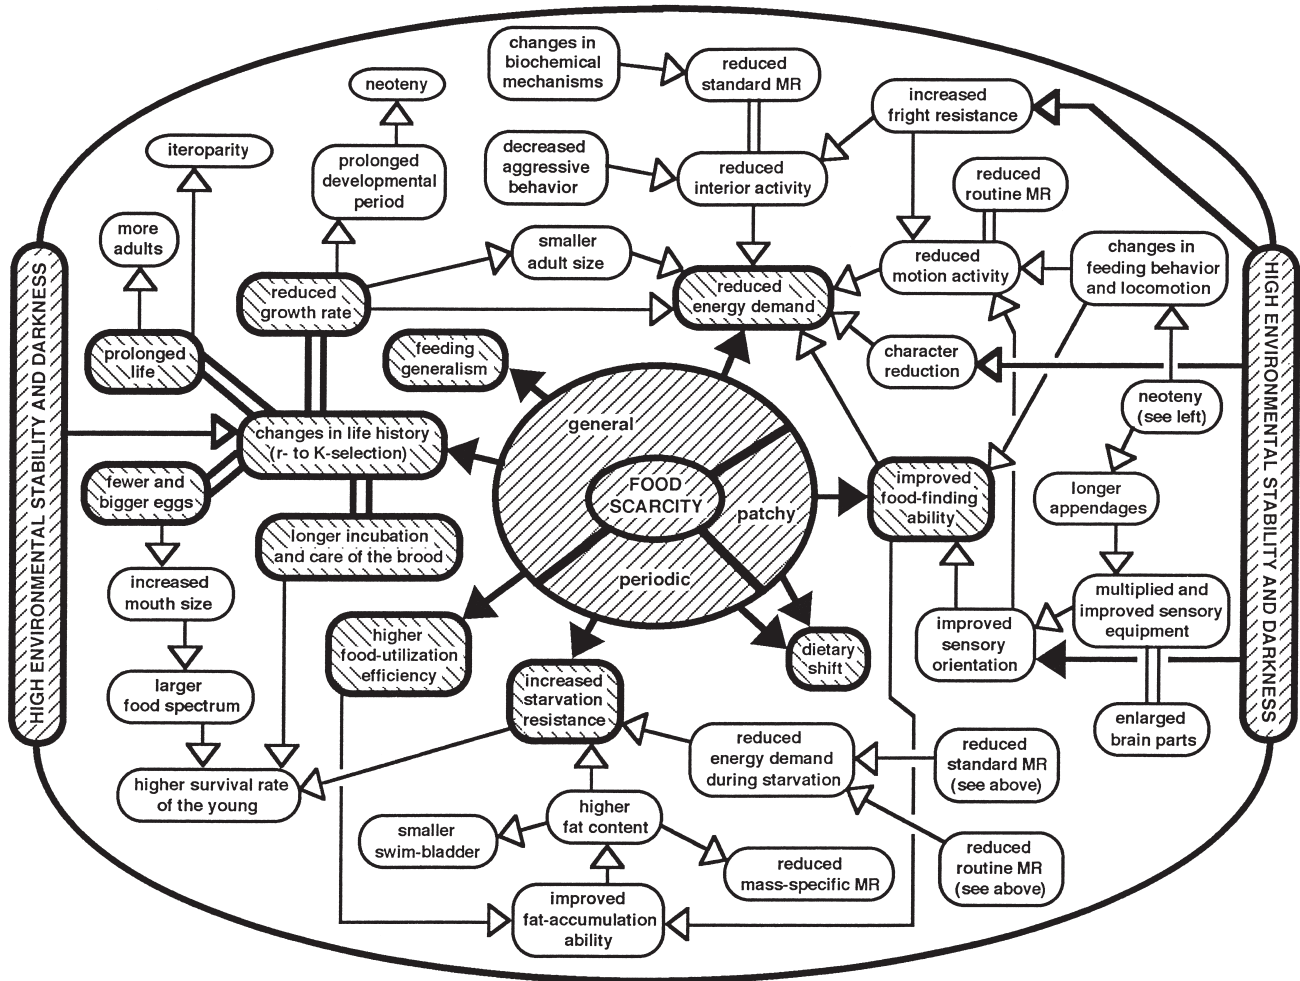 changes in
biochemical
mechanisms
reduced
standard MR
neoteny
increased
fright resistance
iteroparity
prolonged
developmental
period
decreased
aggressive
behavior
reduced
interior activity
reduced
routine MR
more
adults
smaller
adult size
reduced
motion activity
changes in
feeding behavior
and locomotion
reduced
growth rate
reduced
energy demand
prolonged
life
feeding
generalism
character
reduction
neoteny
(see left)
HIGH ENVIRONMENTAL STABILITY AND DARKNESS
HIGH ENVIRONMENTAL STABILITY AND DARKNESS
changes in life history
(r- to K-selection)
general
FOOD
SCARCITY
patchy
periodic
fewer and
bigger eggs
improved
food-finding
ability
longer
appendages
longer incubation
and care of the brood
increased
mouth size
multiplied and
improved sensory
equipment
higher
food-utilization
efficiency
dietary
shift
improved
sensory
orientation
larger
food spectrum
increased
starvation
resistance
enlarged
brain parts
reduced
energy demand
during starvation
reduced
standard MR
(see above)
higher survival rate
of the young
higher
fat content
smaller
swim-bladder
reduced
mass-specific MR
reduced
routine MR
(see above)
improved
fat-accumulation
ability